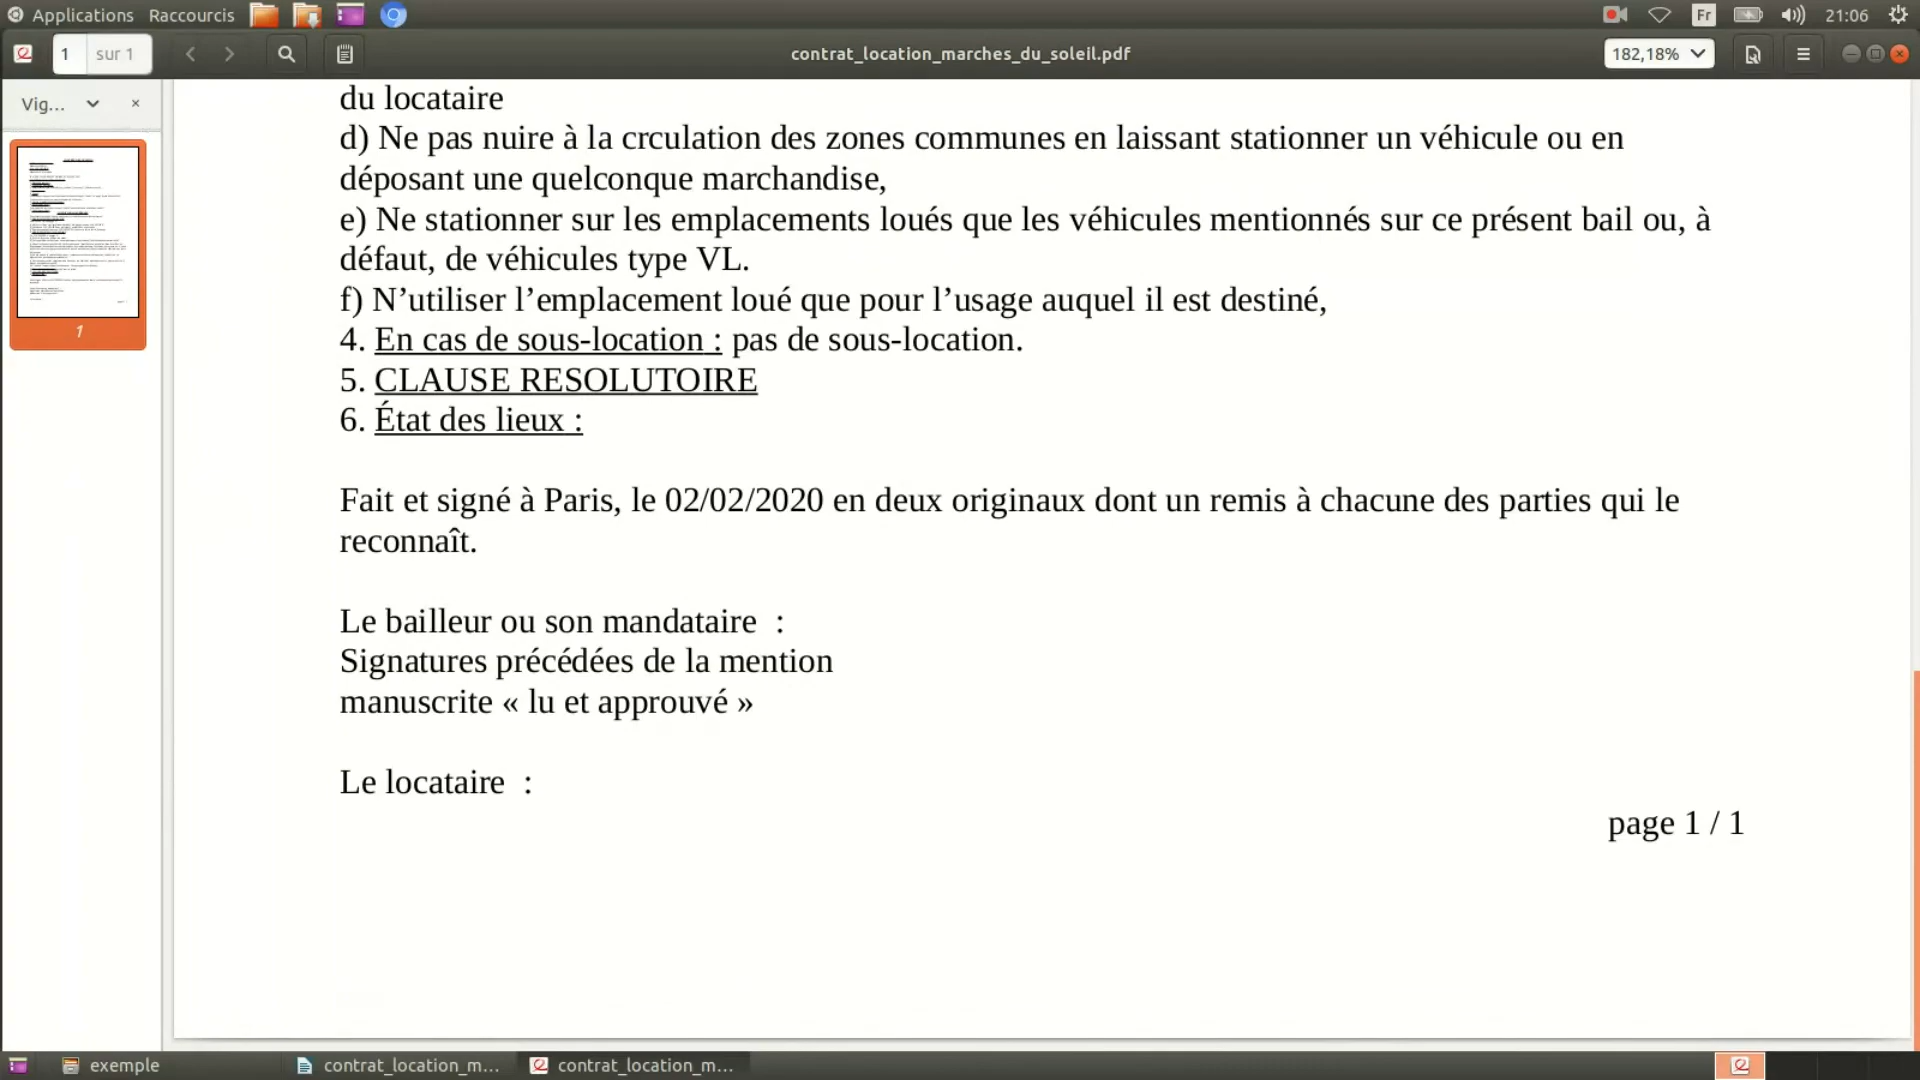 Applications Raccourcis Fr 21:06
1 sur 1 contrat_location_marches_du_soleil.pdf 182,18%
Vig...
1
du locataire
d) Ne pas nuire à la crculation des zones communes en laissant stationner un véhicule ou en
déposant une quelconque marchandise,
e) Ne stationner sur les emplacements loués que les véhicules mentionnés sur ce présent bail ou, à
défaut, de véhicules type VL.
f) N’utiliser l’emplacement loué que pour l’usage auquel il est destiné,
4. En cas de sous-location : pas de sous-location.
5. CLAUSE RESOLUTOIRE
6. État des lieux :
Fait et signé à Paris, le 02/02/2020 en deux originaux dont un remis à chacune des parties qui le
reconnaît.
Le bailleur ou son mandataire :
Signatures précédées de la mention
manuscrite « lu et approuvé »
Le locataire :
page 1 / 1
exemple contrat_location_m... contrat_location_m...